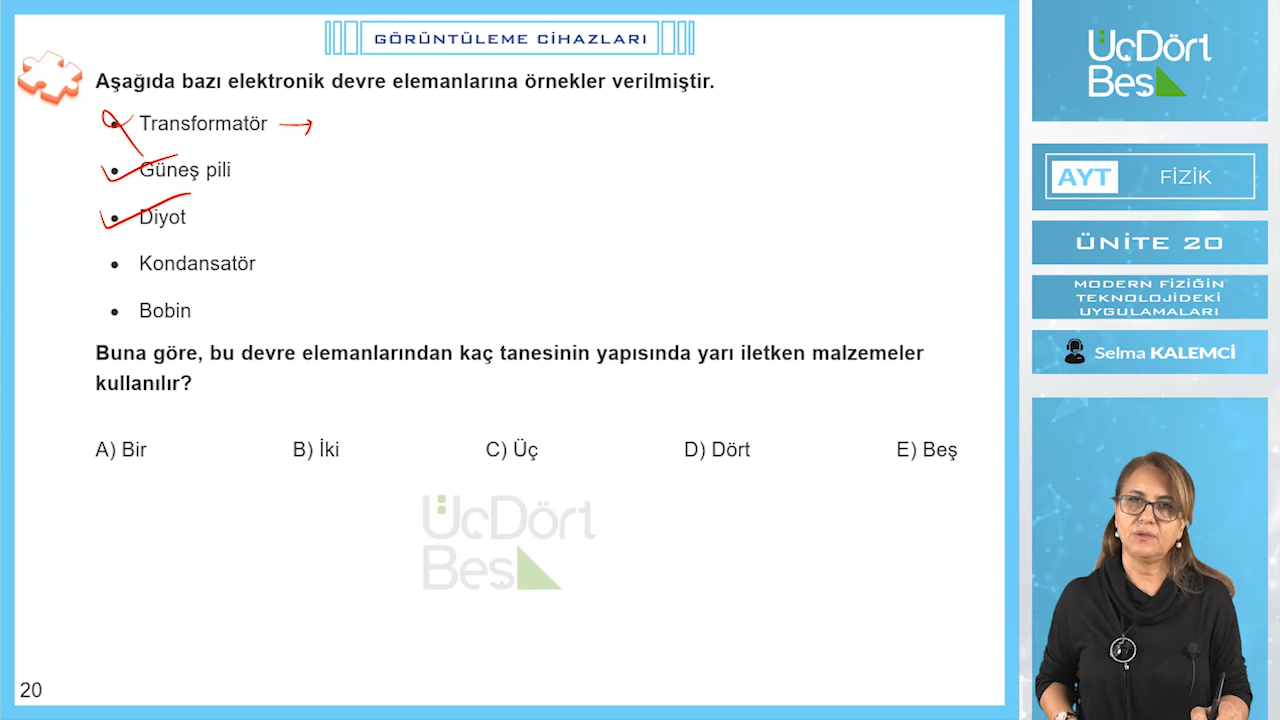 GÖRÜNTÜLEME CİHAZLARI
Aşağıda bazı elektronik devre elemanlarına örnekler verilmiştir.
• Transformatör
• Güneş pili
• Diyot
• Kondansatör
• Bobin
Buna göre, bu devre elemanlarından kaç tanesinin yapısında yarı iletken malzemeler
kullanılır?
A) Bir B) İki C) Üç D) Dört E) Beş
ÜçDört
Beş
20
ÜçDört
Beş
AYT FİZİK
ÜNİTE 20
MODERN FİZİĞİN
TEKNOLOJİDEKİ
UYGULAMALARI
Selma KALEMCİ